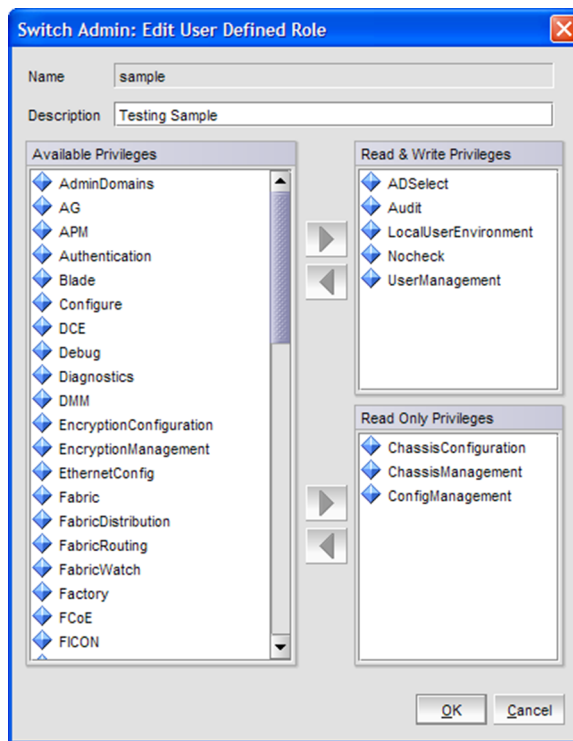 Switch Admin: Edit User Defined Role
Name sample
Description Testing Sample
Available Privileges
AdminDomains
AG
APM
Authentication
Blade
Configure
DCE
Debug
Diagnostics
DMM
EncryptionConfiguration
EncryptionManagement
EthernetConfig
Fabric
FabricDistribution
FabricRouting
FabricWatch
Factory
FCoE
FICON
Read & Write Privileges
ADSelect
Audit
LocalUserEnvironment
Nocheck
UserManagement
Read Only Privileges
ChassisConfiguration
ChassisManagement
ConfigManagement
OK Cancel